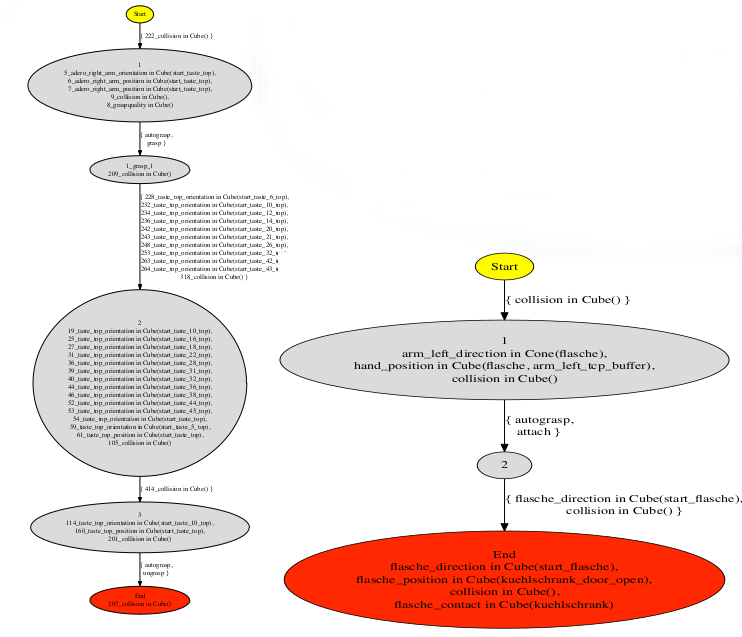 Start
{ 222_collision in Cube() }
1
5_adero_right_arm_orientation in Cube(start_taste_top),
6_adero_right_arm_position in Cube(start_taste_top),
7_adero_right_arm_position in Cube(start_taste_top),
9_collision in Cube(),
8_graspquality in Cube()
{ autograsp,
grasp }
1_grasp_1
209_collision in Cube()
{ 228_taste_top_orientation in Cube(start_taste_6_top),
232_taste_top_orientation in Cube(start_taste_10_top),
234_taste_top_orientation in Cube(start_taste_12_top),
236_taste_top_orientation in Cube(start_taste_14_top),
242_taste_top_orientation in Cube(start_taste_20_top),
243_taste_top_orientation in Cube(start_taste_21_top),
248_taste_top_orientation in Cube(start_taste_26_top),
253_taste_top_orientation in Cube(start_taste_32_t
263_taste_top_orientation in Cube(start_taste_42_t
264_taste_top_orientation in Cube(start_taste_43_t
318_collision in Cube() }
2
19_taste_top_orientation in Cube(start_taste_10_top),
25_taste_top_orientation in Cube(start_taste_16_top),
27_taste_top_orientation in Cube(start_taste_18_top),
31_taste_top_orientation in Cube(start_taste_22_top),
36_taste_top_orientation in Cube(start_taste_28_top),
39_taste_top_orientation in Cube(start_taste_31_top),
40_taste_top_orientation in Cube(start_taste_32_top),
44_taste_top_orientation in Cube(start_taste_36_top),
46_taste_top_orientation in Cube(start_taste_38_top),
52_taste_top_orientation in Cube(start_taste_44_top),
53_taste_top_orientation in Cube(start_taste_45_top),
54_taste_top_orientation in Cube(start_taste_top),
59_taste_top_orientation in Cube(start_taste_5_top),
61_taste_top_position in Cube(start_taste_top),
105_collision in Cube()
{ 414_collision in Cube() }
3
114_taste_top_orientation in Cube(start_taste_10_top),
160_taste_top_position in Cube(start_taste_top),
201_collision in Cube()
{ autograsp,
ungrasp }
End
207_collision in Cube()
Start
{ collision in Cube() }
1
arm_left_direction in Cone(flasche),
hand_position in Cube(flasche, arm_left_tcp_buffer),
collision in Cube()
{ autograsp,
attach }
2
{ flasche_direction in Cube(start_flasche),
collision in Cube() }
End
flasche_direction in Cube(start_flasche),
flasche_position in Cube(kuehlschrank_door_open),
collision in Cube(),
flasche_contact in Cube(kuehlschrank)